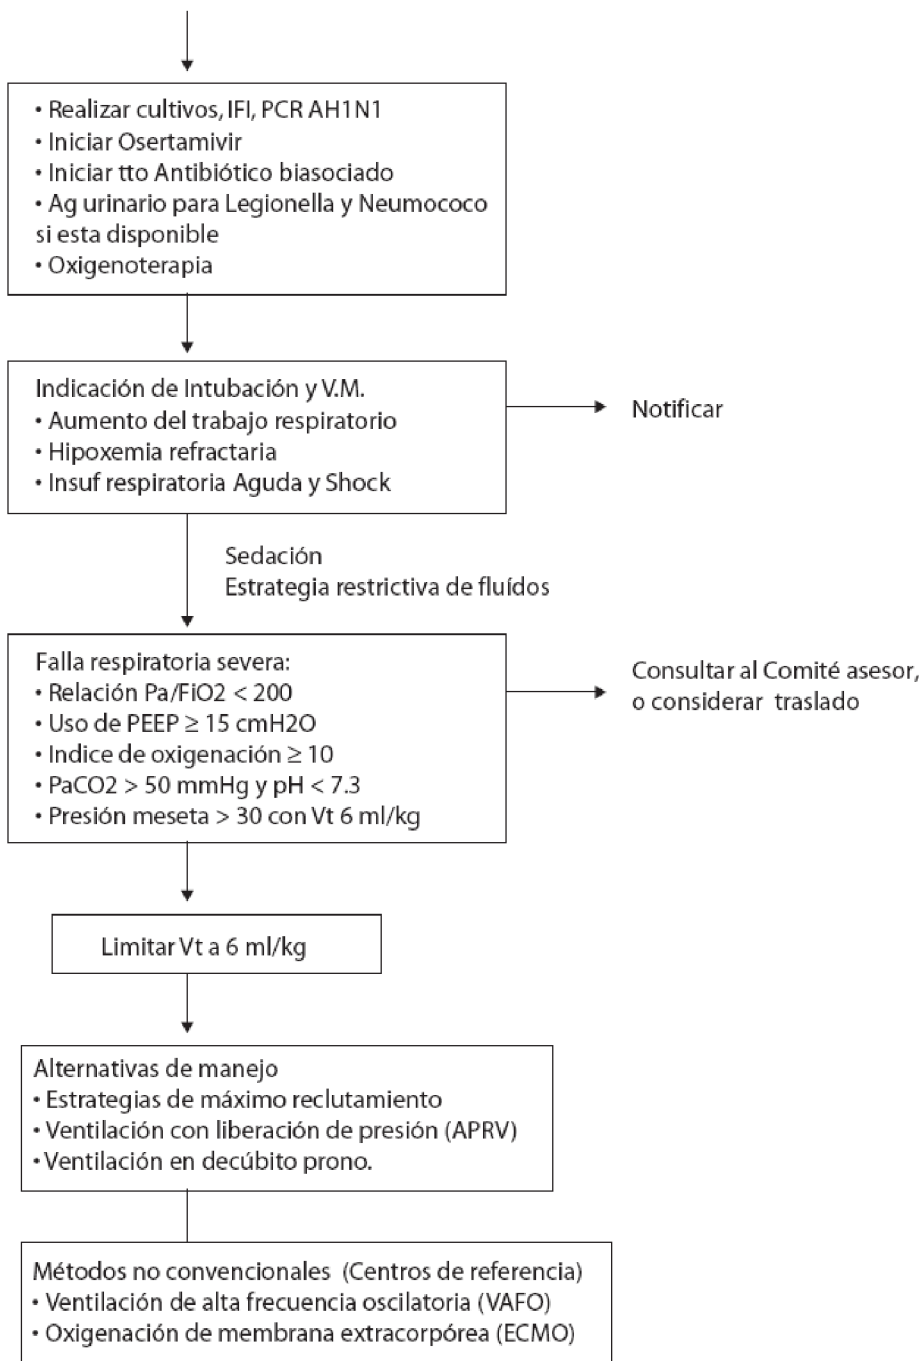 • Realizar cultivos, IFI, PCR AH1N1
• Iniciar Osertamivir
• Iniciar tto Antibiótico biasociado
• Ag urinario para Legionella y Neumococo
si esta disponible
• Oxigenoterapia
Indicación de Intubación y V.M.
• Aumento del trabajo respiratorio
• Hipoxemia refractaria
• Insuf respiratoria Aguda y Shock
Notificar
Sedación
Estrategia restrictiva de fluídos
Falla respiratoria severa:
• Relación Pa/FiO2 < 200
• Uso de PEEP ≥ 15 cmH2O
• Indice de oxigenación ≥ 10
• PaCO2 > 50 mmHg y pH < 7.3
• Presión meseta > 30 con Vt 6 ml/kg
Consultar al Comité asesor,
o considerar traslado
Limitar Vt a 6 ml/kg
Alternativas de manejo
• Estrategias de máximo reclutamiento
• Ventilación con liberación de presión (APRV)
• Ventilación en decúbito prono.
Métodos no convencionales (Centros de referencia)
• Ventilación de alta frecuencia oscilatoria (VAFO)
• Oxigenación de membrana extracorpórea (ECMO)